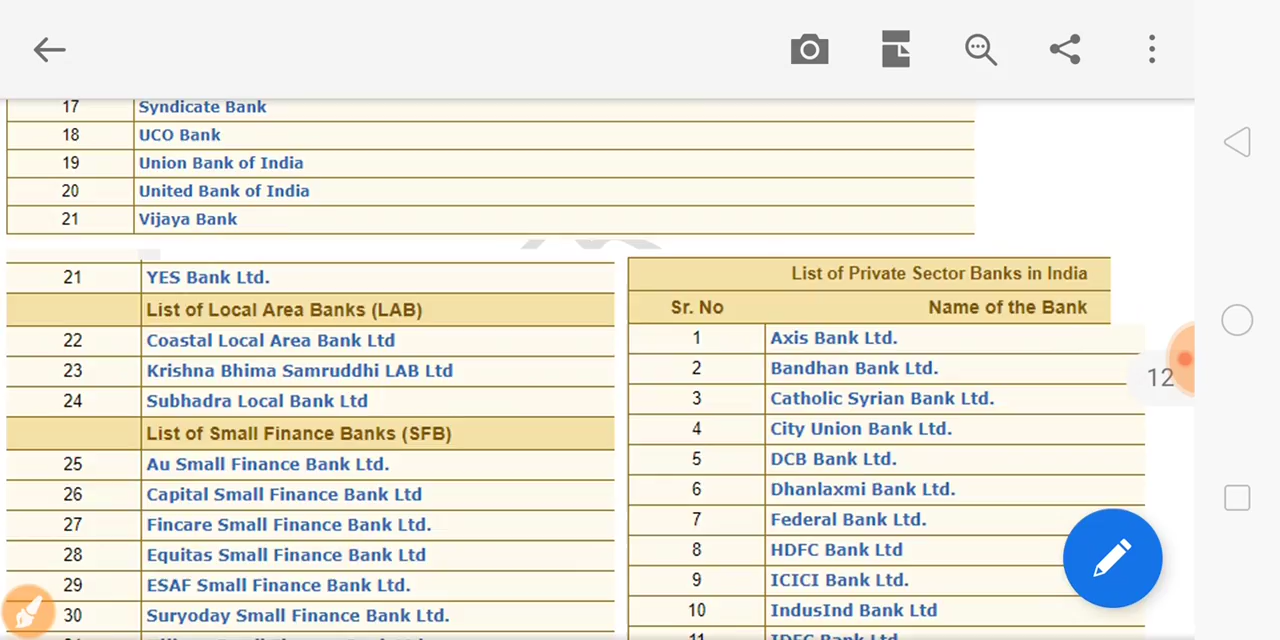 17 Syndicate Bank
18 UCO Bank
19 Union Bank of India
20 United Bank of India
21 Vijaya Bank
21 YES Bank Ltd.
List of Local Area Banks (LAB)
22 Coastal Local Area Bank Ltd
23 Krishna Bhima Samruddhi LAB Ltd
24 Subhadra Local Bank Ltd
List of Small Finance Banks (SFB)
25 Au Small Finance Bank Ltd.
26 Capital Small Finance Bank Ltd
27 Fincare Small Finance Bank Ltd.
28 Equitas Small Finance Bank Ltd
29 ESAF Small Finance Bank Ltd.
30 Suryoday Small Finance Bank Ltd.
List of Private Sector Banks in India
Sr. No Name of the Bank
1 Axis Bank Ltd.
2 Bandhan Bank Ltd.
3 Catholic Syrian Bank Ltd.
4 City Union Bank Ltd.
5 DCB Bank Ltd.
6 Dhanlaxmi Bank Ltd.
7 Federal Bank Ltd.
8 HDFC Bank Ltd
9 ICICI Bank Ltd.
10 IndusInd Bank Ltd
11 IDFC Bank Ltd
12